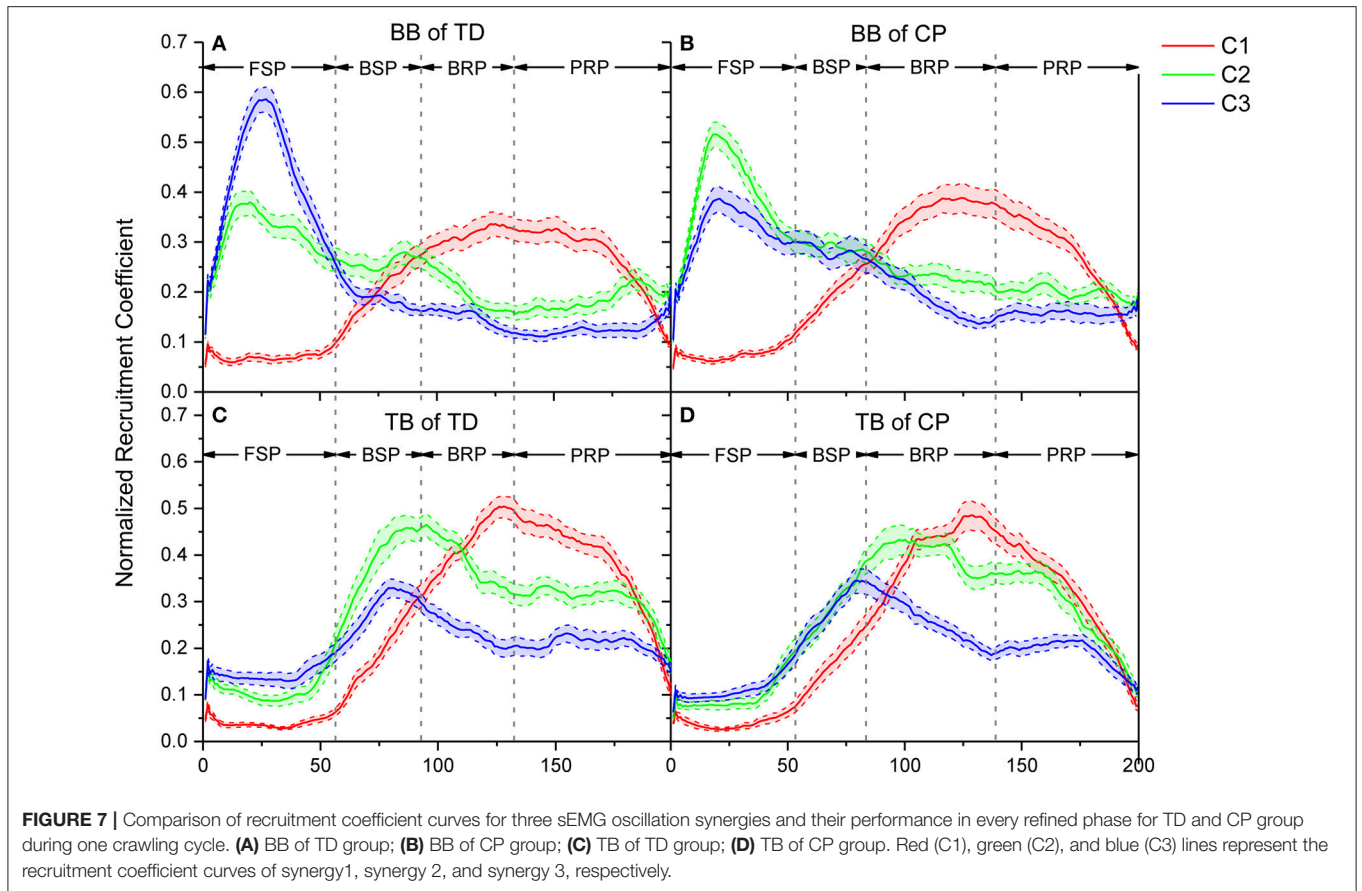 A BB of TD
B BB of CP
C1
C2
C3
FSP BSP BRP PRP
FSP BSP BRP PRP
0.7
0.6
0.5
0.4
0.3
0.2
0.1
0.0
Normalized Recruitment Coefficient
C TB of TD
D TB of CP
FSP BSP BRP PRP
FSP BSP BRP PRP
0.7
0.6
0.5
0.4
0.3
0.2
0.1
0.0
0 50 100 150 0 50 100 150 200
FIGURE 7 | Comparison of recruitment coefficient curves for three sEMG oscillation synergies and their performance in every refined phase for TD and CP group
during one crawling cycle. (A) BB of TD group; (B) BB of CP group; (C) TB of TD group; (D) TB of CP group. Red (C1), green (C2), and blue (C3) lines represent the
recruitment coefficient curves of synergy1, synergy 2, and synergy 3, respectively.